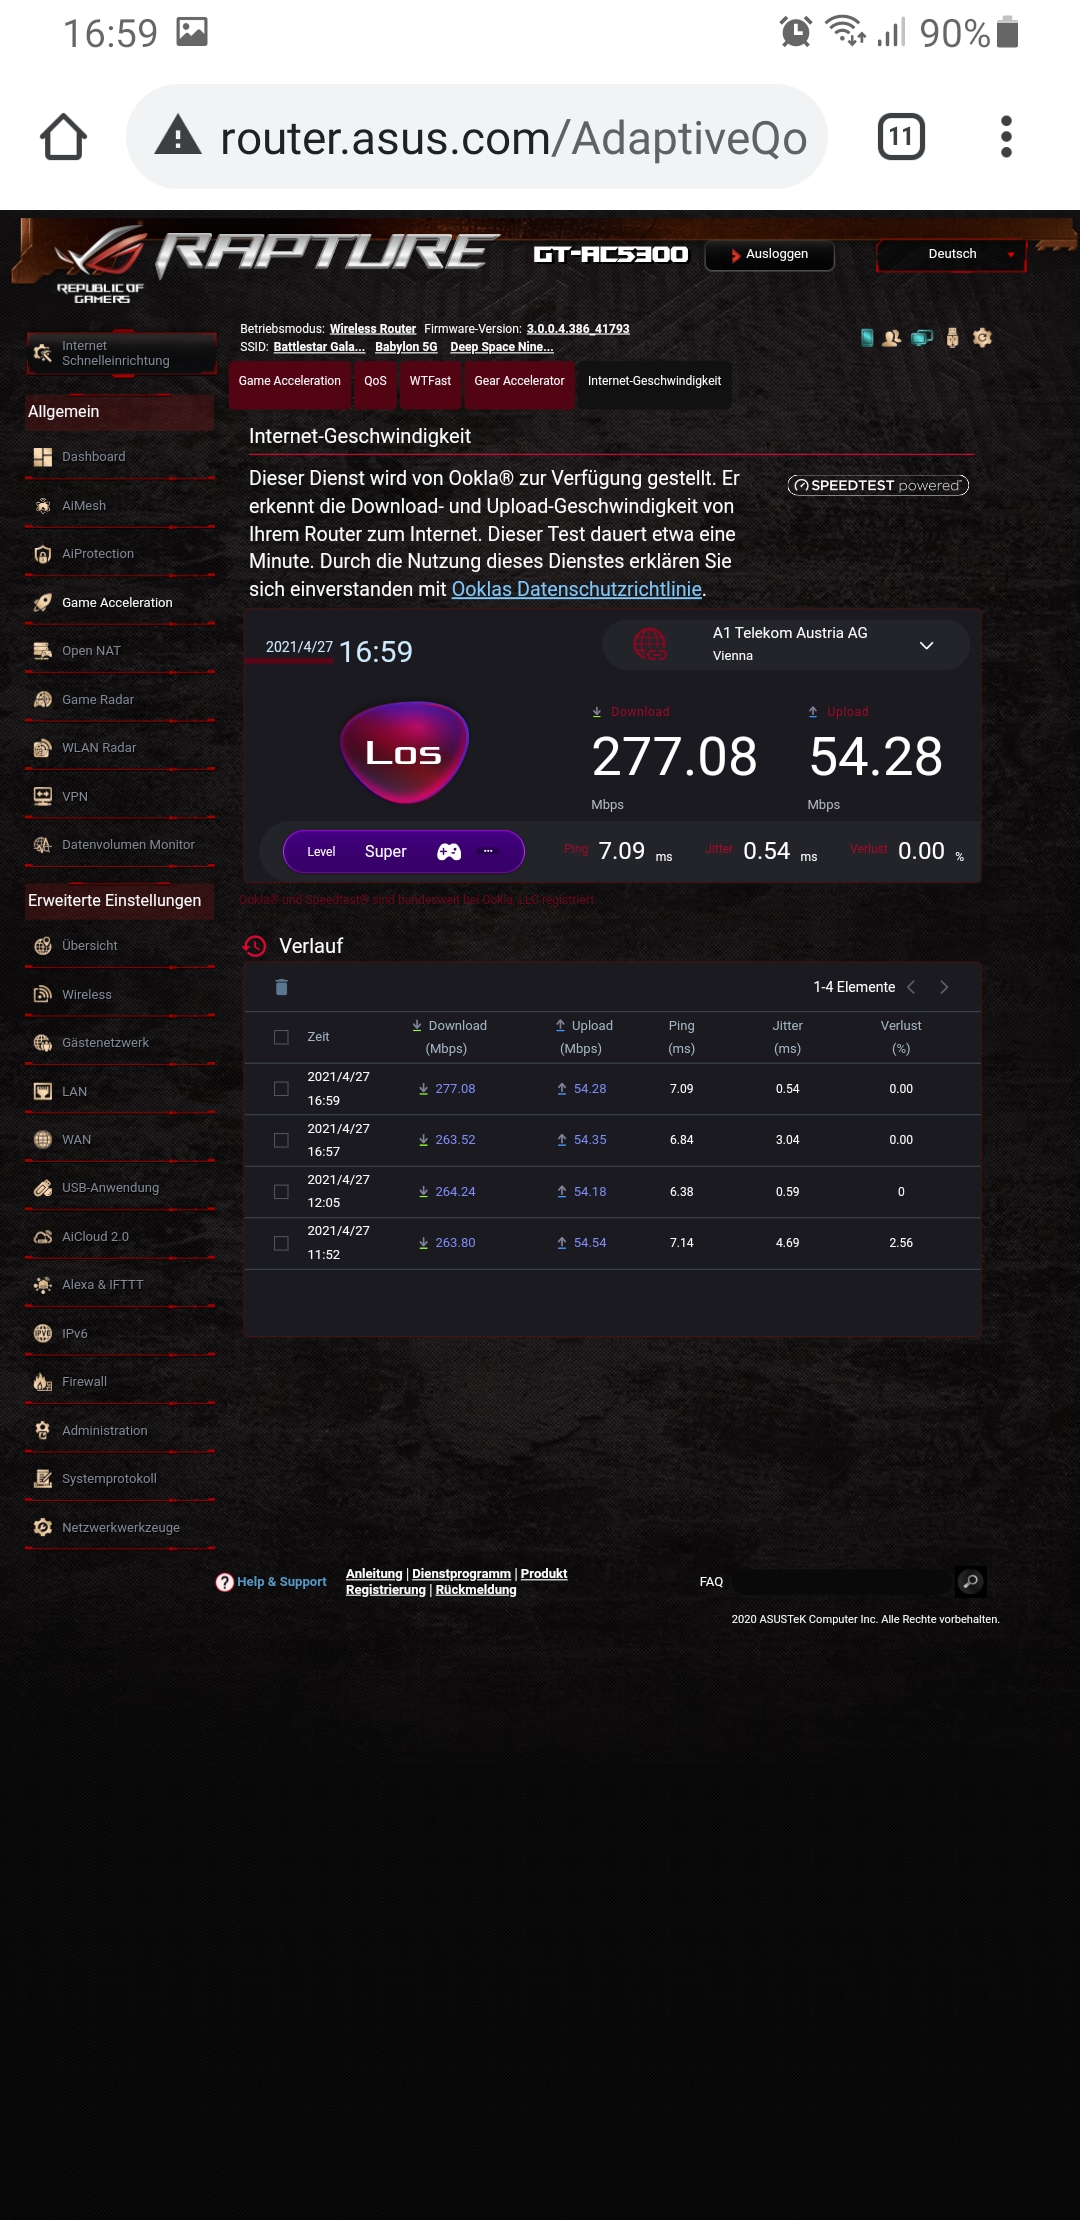 16:59
90%
router.asus.com/AdaptiveQo
11
REPUBLIC OF
GAMERS
RAPTURE
GT-AC5300
Ausloggen
Deutsch
Betriebsmodus: Wireless Router Firmware-Version: 3.0.0.4.386_41793
SSID: Battlestar Gala... Babylon 5G Deep Space Nine...
Internet
Schnelleinrichtung
Allgemein
Dashboard
AiMesh
AiProtection
Game Acceleration
Open NAT
Game Radar
WLAN Radar
VPN
Datenvolumen Monitor
Erweiterte Einstellungen
Übersicht
Wireless
Gästenetzwerk
LAN
WAN
USB-Anwendung
AiCloud 2.0
Alexa & IFTTT
IPv6
Firewall
Administration
Systemprotokoll
Netzwerkwerkzeuge
Game Acceleration QoS WTFast Gear Accelerator Internet-Geschwindigkeit
Internet-Geschwindigkeit
Dieser Dienst wird von Ookla® zur Verfügung gestellt. Er
erkennt die Download- und Upload-Geschwindigkeit von
Ihrem Router zum Internet. Dieser Test dauert etwa eine
Minute. Durch die Nutzung dieses Dienstes erklären Sie
sich einverstanden mit Ooklas Datenschutzrichtlinie.
SPEEDTEST powered
2021/4/27 16:59
A1 Telekom Austria AG
Vienna
Los
Download Upload
277.08 54.28
Mbps Mbps
Level Super ...
Ping 7.09 ms Jitter 0.54 ms Verlust 0.00 %
Ookla® und Speedtest® sind bundesweit bei Ookla, LLC registriert.
Verlauf
1-4 Elemente
Zeit Download (Mbps) Upload (Mbps) Ping (ms) Jitter (ms) Verlust (%)
2021/4/27 16:59 277.08 54.28 7.09 0.54 0.00
2021/4/27 16:57 263.52 54.35 6.84 3.04 0.00
2021/4/27 12:05 264.24 54.18 6.38 0.59 0
2021/4/27 11:52 263.80 54.54 7.14 4.69 2.56
Help & Support
Anleitung | Dienstprogramm | Produkt
Registrierung | Rückmeldung
FAQ
2020 ASUSTeK Computer Inc. Alle Rechte vorbehalten.